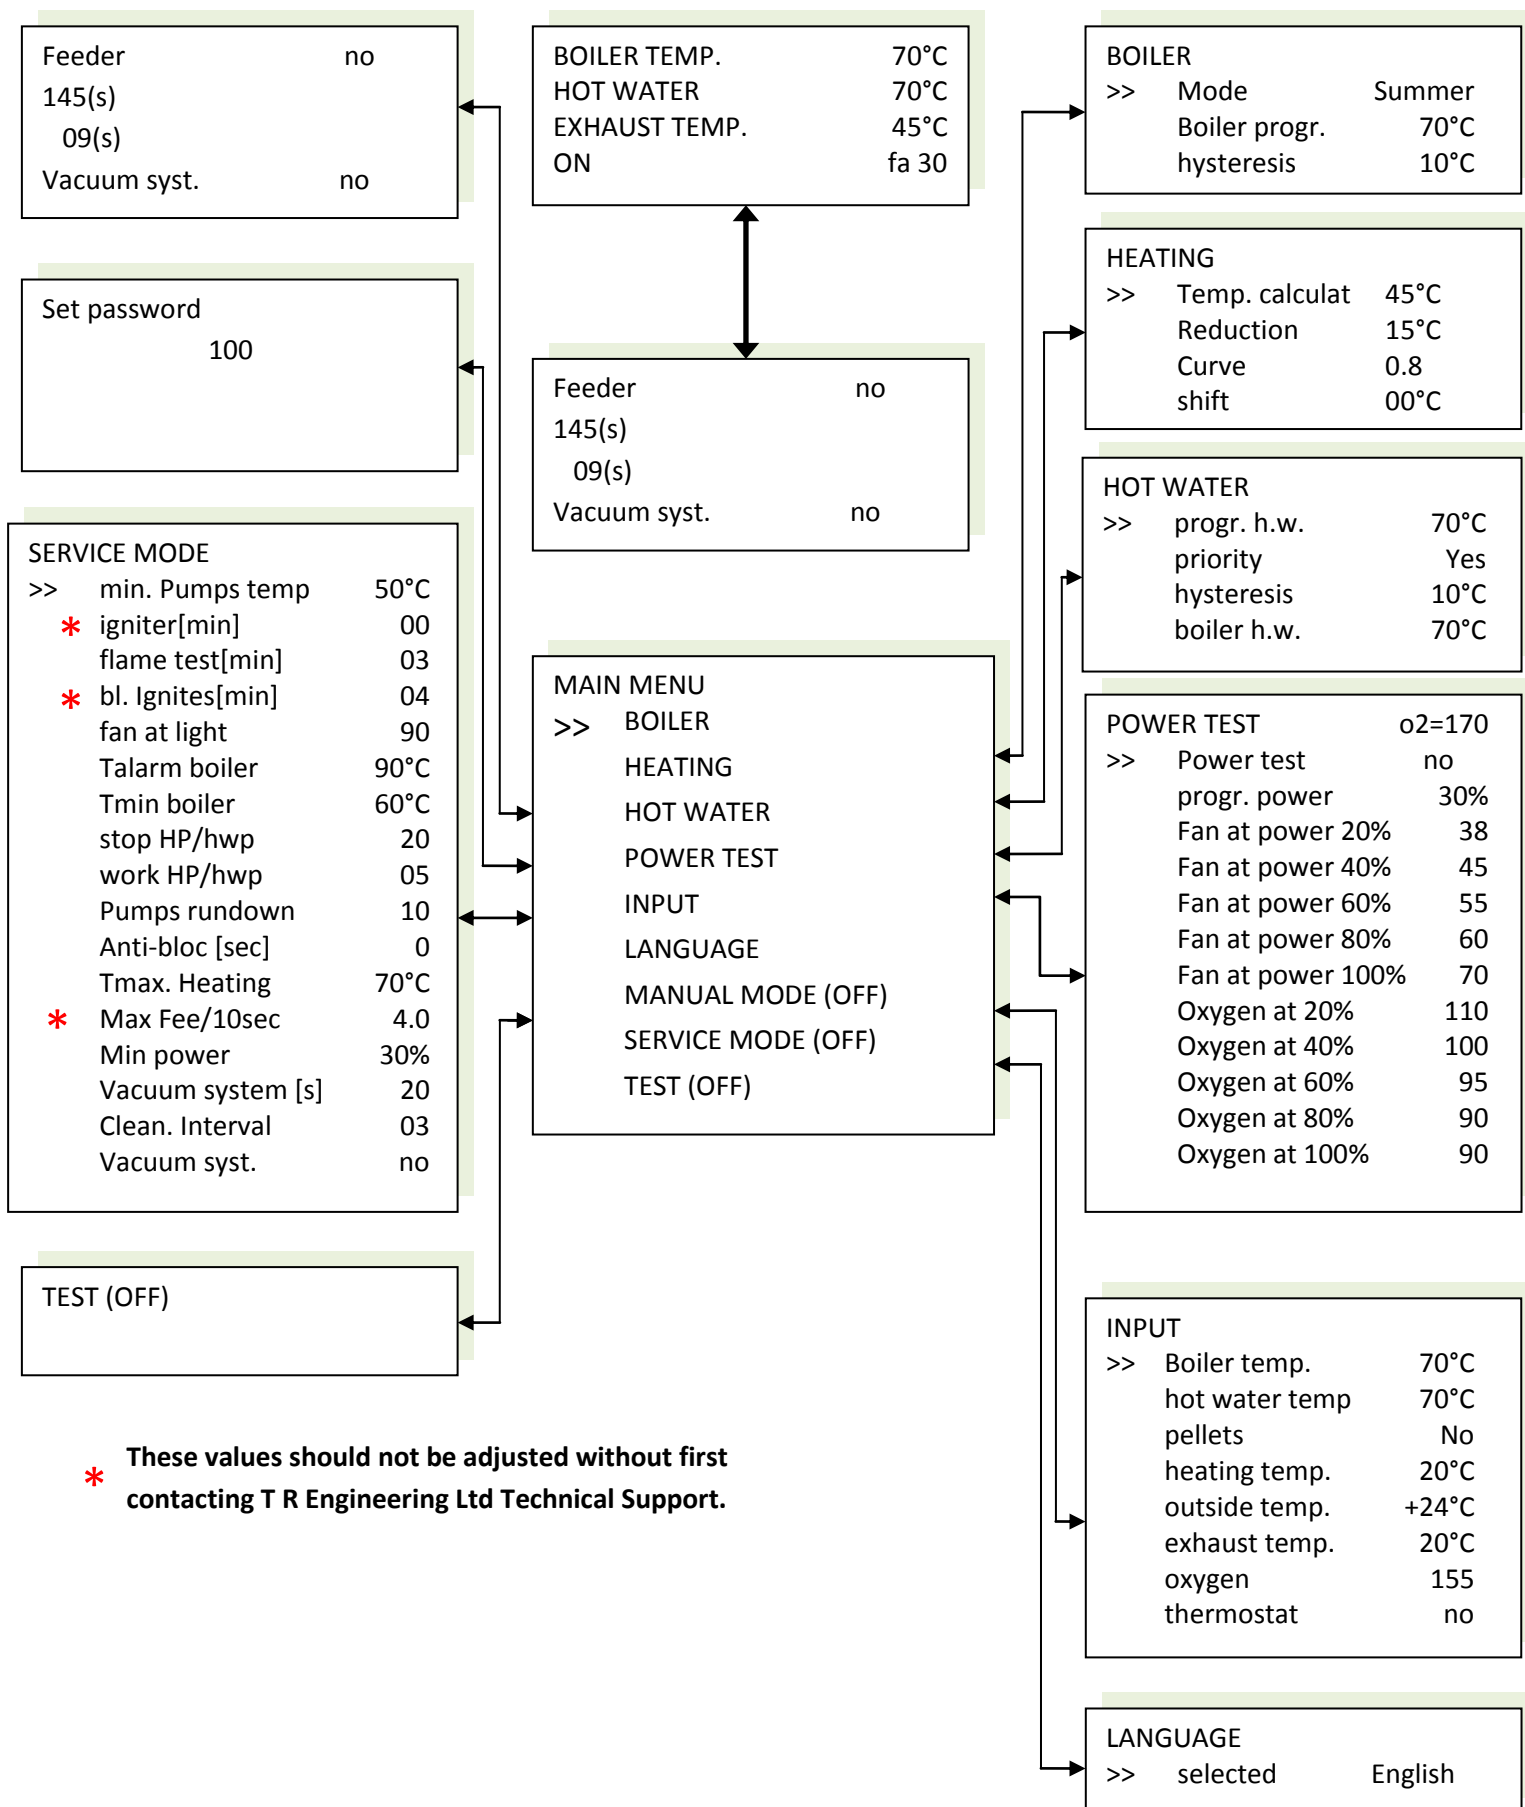 Feeder no
145(s)
09(s)
Vacuum syst. no
Set password
100
SERVICE MODE
>> min. Pumps temp 50°C
* igniter[min] 00
flame test[min] 03
* bl. Ignites[min] 04
fan at light 90
Talarm boiler 90°C
Tmin boiler 60°C
stop HP/hwp 20
work HP/hwp 05
Pumps rundown 10
Anti-bloc [sec] 0
Tmax. Heating 70°C
* Max Fee/10sec 4.0
Min power 30%
Vacuum system [s] 20
Clean. Interval 03
Vacuum syst. no
TEST (OFF)
* These values should not be adjusted without first
contacting T R Engineering Ltd Technical Support.
BOILER TEMP. 70°C
HOT WATER 70°C
EXHAUST TEMP. 45°C
ON fa 30
Feeder no
145(s)
09(s)
Vacuum syst. no
MAIN MENU
>> BOILER
HEATING
HOT WATER
POWER TEST
INPUT
LANGUAGE
MANUAL MODE (OFF)
SERVICE MODE (OFF)
TEST (OFF)
BOILER
>> Mode Summer
Boiler progr. 70°C
hysteresis 10°C
HEATING
>> Temp. calculat 45°C
Reduction 15°C
Curve 0.8
shift 00°C
HOT WATER
>> progr. h.w. 70°C
priority Yes
hysteresis 10°C
boiler h.w. 70°C
POWER TEST o2=170
>> Power test no
progr. power 30%
Fan at power 20% 38
Fan at power 40% 45
Fan at power 60% 55
Fan at power 80% 60
Fan at power 100% 70
Oxygen at 20% 110
Oxygen at 40% 100
Oxygen at 60% 95
Oxygen at 80% 90
Oxygen at 100% 90
INPUT
>> Boiler temp. 70°C
hot water temp 70°C
pellets No
heating temp. 20°C
outside temp. +24°C
exhaust temp. 20°C
oxygen 155
thermostat no
LANGUAGE
>> selected English